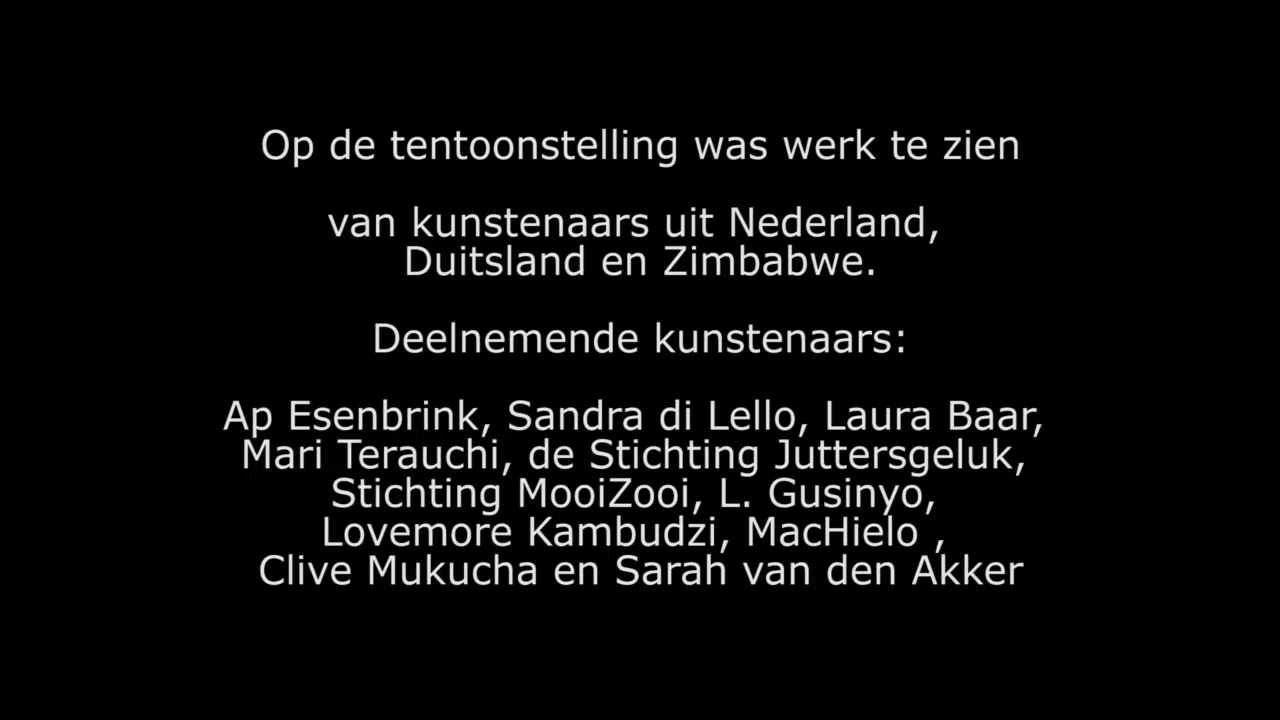 Op de tentoonstelling was werk te zien
van kunstenaars uit Nederland,
Duitsland en Zimbabwe.
Deelnemende kunstenaars:
Ap Esenbrink, Sandra di Lello, Laura Baar,
Mari Terauchi, de Stichting Juttersgeluk,
Stichting MooiZooi, L. Gusinyo,
Lovemore Kambudzi, MacHielo ,
Clive Mukucha en Sarah van den Akker